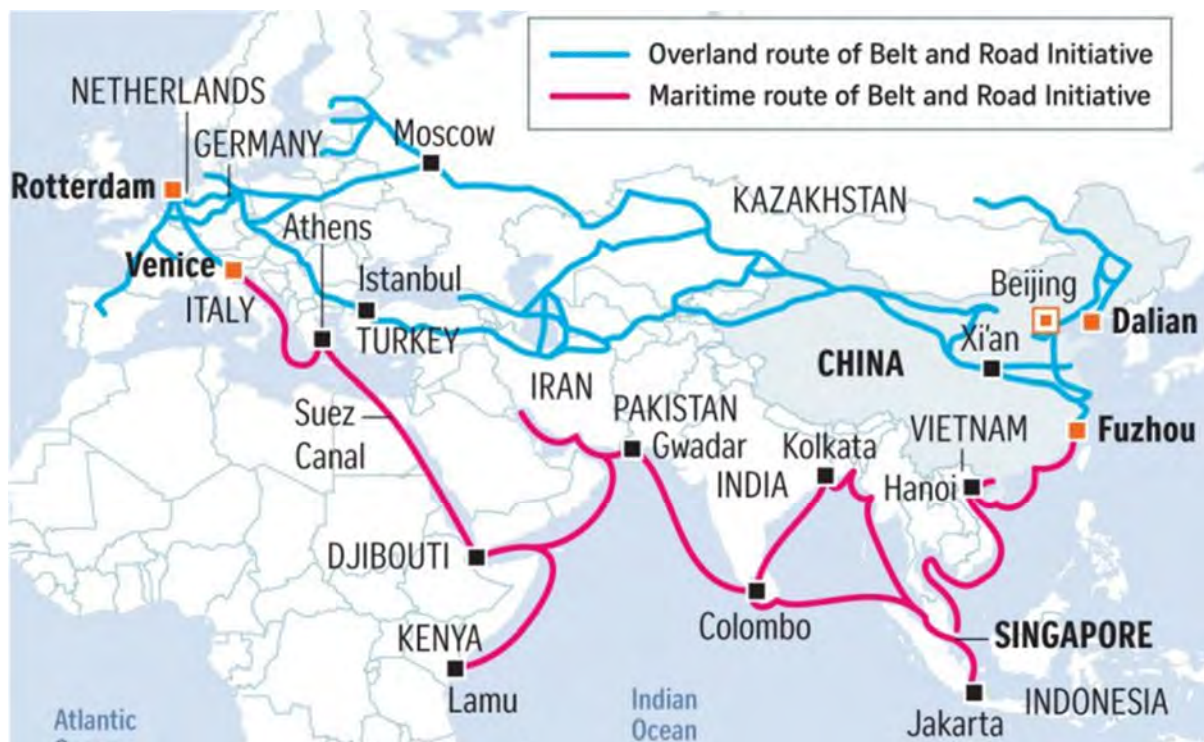 Overland route of Belt and Road Initiative
Maritime route of Belt and Road Initiative
NETHERLANDS
GERMANY
Moscow
Rotterdam
KAZAKHSTAN
Athens
Venice
Istanbul
Beijing
ITALY
TURKEY
Dalian
Xi'an
CHINA
IRAN
Suez
Canal
PAKISTAN
Gwadar
Kolkata
VIETNAM
Fuzhou
INDIA
Hanoi
DJIBOUTI
Colombo
SINGAPORE
KENYA
Lamu
Indian
Ocean
INDONESIA
Jakarta
Atlantic